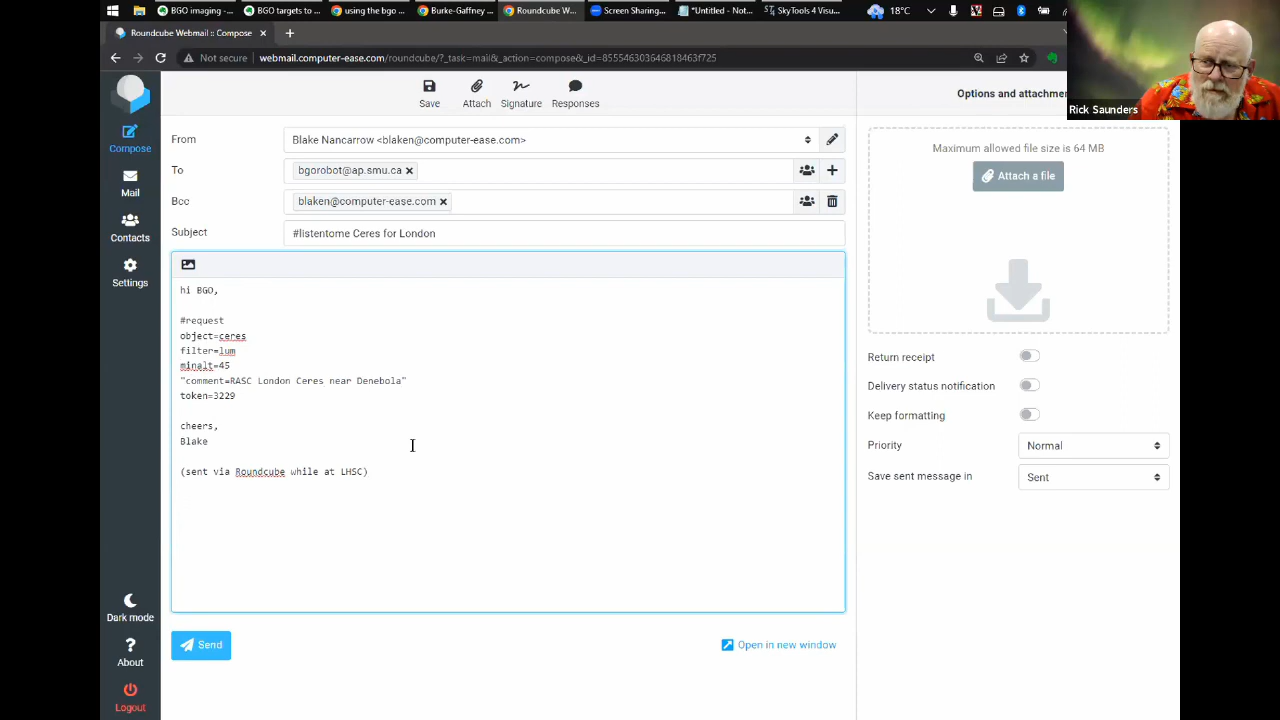 BGO imaging -...
BGO targets to ...
using the bgo ...
Burke-Gaffney ...
Roundcube W...
Screen Sharing...
*Untitled - Not...
SkyTools 4 Visu...
18°C
Roundcube Webmail :: Compose
Not secure
webmail.computer-ease.com/roundcube/?_task=mail&_action=compose&_id=855546303646818463f725
Rick Saunders
Save
Attach
Signature
Responses
Options and attachmen
Compose
Mail
Contacts
Settings
From
Blake Nancarrow <blaken@computer-ease.com>
To
bgorobot@ap.smu.ca
Bcc
blaken@computer-ease.com
Subject
#listentome Ceres for London
hi BGO,
#request
object=ceres
filter=lum
minalt=45
"comment=RASC London Ceres near Denebola"
token=3229
cheers,
Blake
(sent via Roundcube while at LHSC)
Maximum allowed file size is 64 MB
Attach a file
Return receipt
Delivery status notification
Keep formatting
Priority
Normal
Save sent message in
Sent
Send
Open in new window
Dark mode
About
Logout